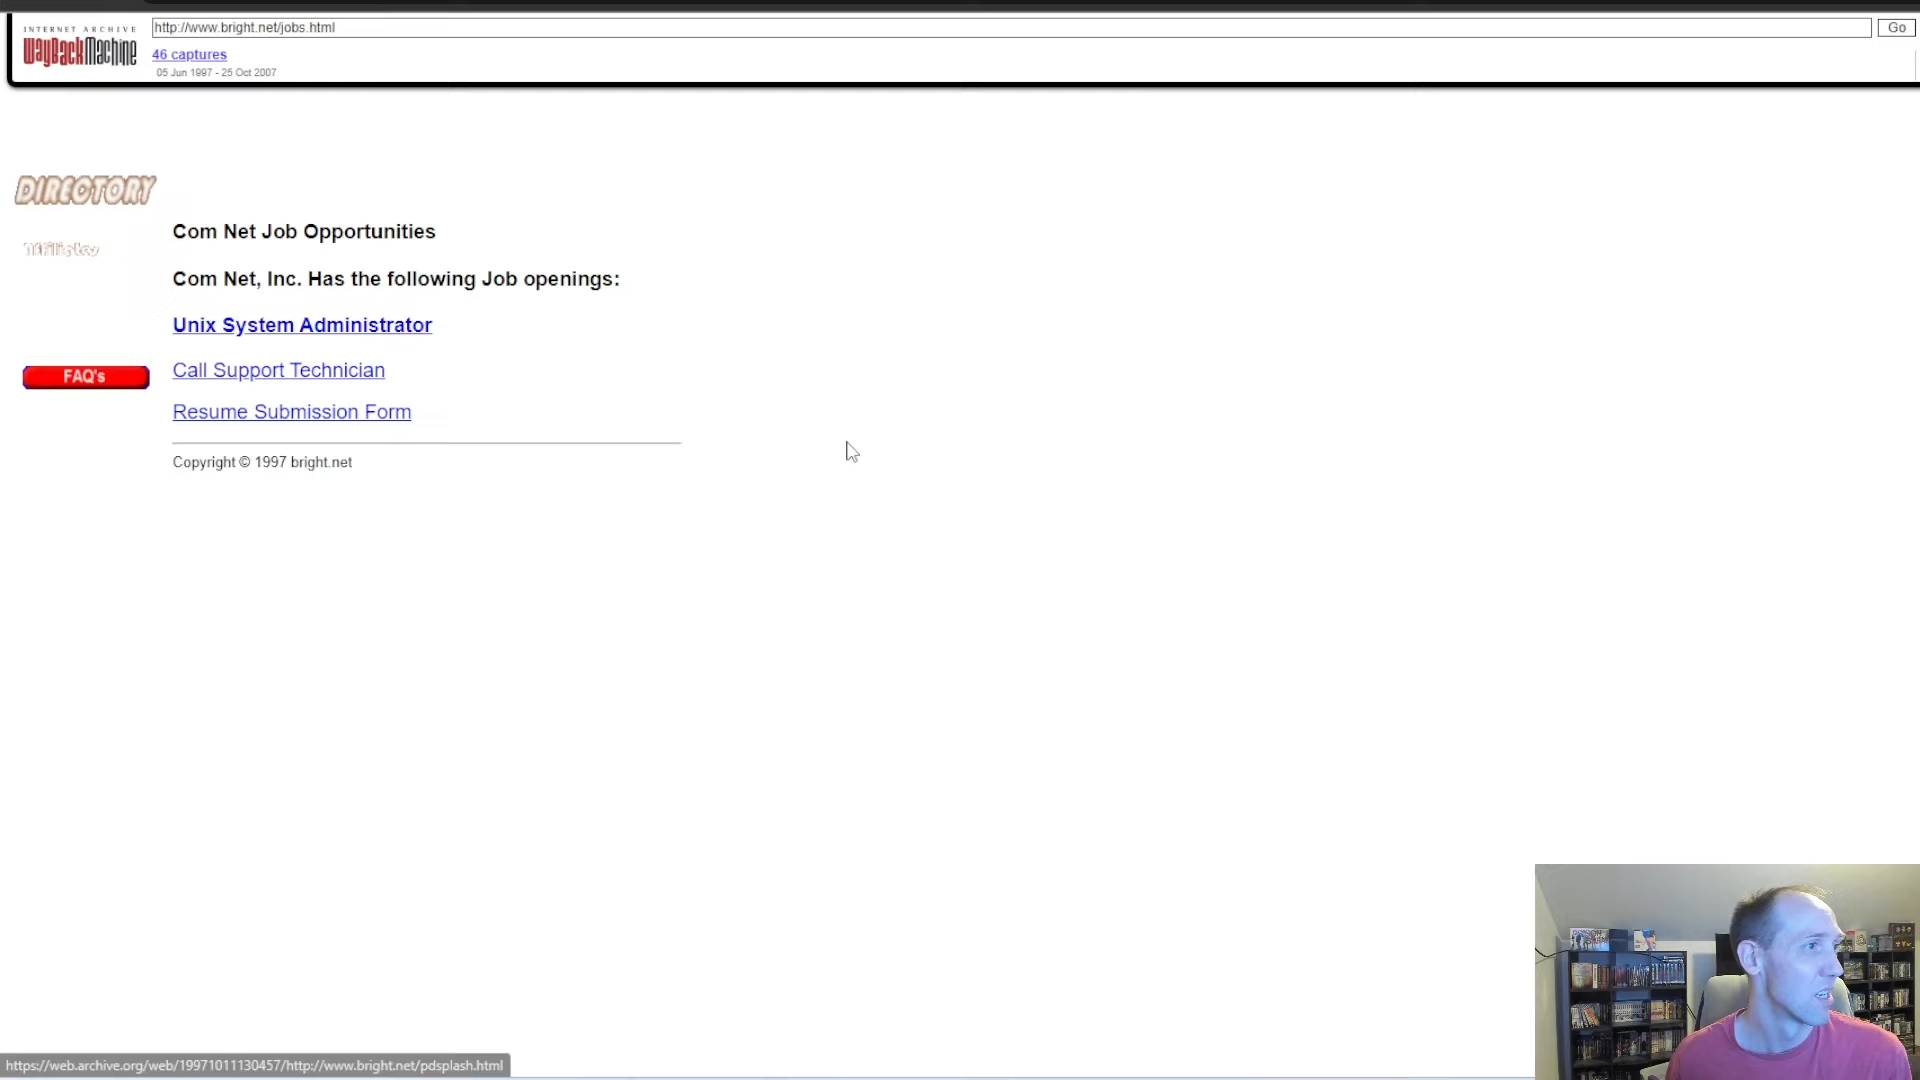 INTERNET ARCHIVE
WayBackMachine
http://www.bright.net/jobs.html
Go
46 captures
05 Jun 1997 - 25 Oct 2007
DIRECTORY
Affiliates
Com Net Job Opportunities
Com Net, Inc. Has the following Job openings:
Unix System Administrator
FAQ's
Call Support Technician
Resume Submission Form
Copyright © 1997 bright.net
https://web.archive.org/web/19971011130457/http://www.bright.net/pdsplash.html